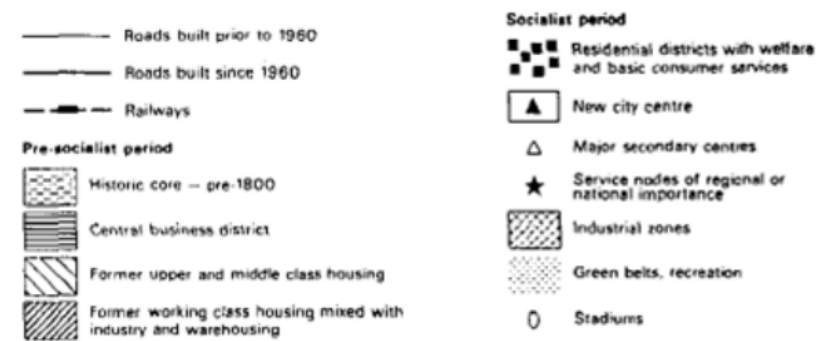 Roads built prior to 1960
Roads built since 1960
Railways
Pre-socialist period
Historic core – pre-1800
Central business district
Former upper and middle class housing
Former working class housing mixed with
industry and warehousing
Socialist period
Residential districts with welfare
and basic consumer services
New city centre
Major secondary centres
Service nodes of regional or
national importance
Industrial zones
Green belts, recreation
Stadiums